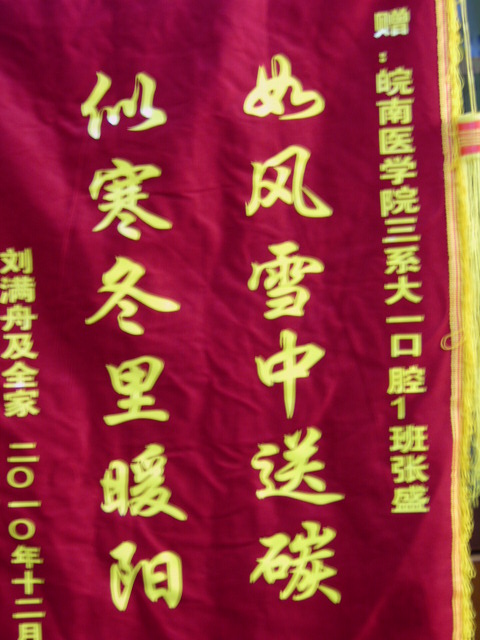 赠:皖南医学院三系大一口腔1班张盛
如风雪中送碳
似寒冬里暖阳
刘满舟及全家 二〇一〇年十二月